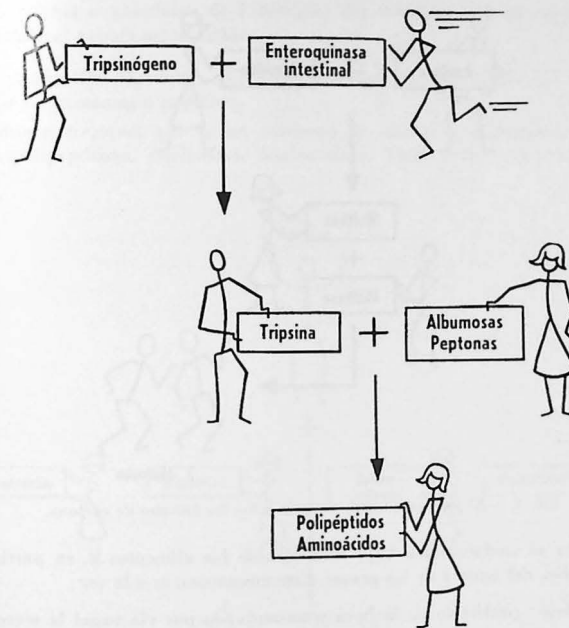 Tripsinógeno + Enteroquinasa
intestinal
Tripsina + Albumosas
Peptonas
Polipéptidos
Aminoácidos